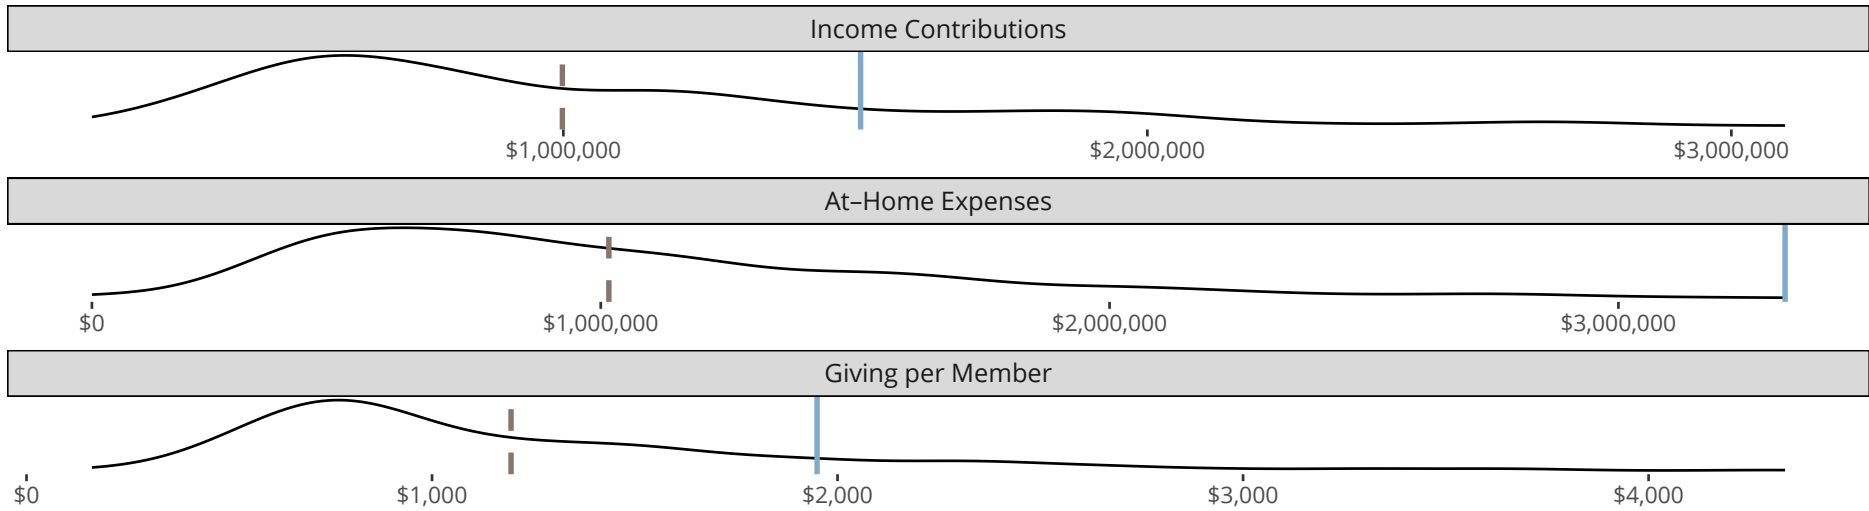 Income Contributions
$1,000,000 $2,000,000 $3,000,000
At–Home Expenses
$0 $1,000,000 $2,000,000 $3,000,000
Giving per Member
$0 $1,000 $2,000 $3,000 $4,000